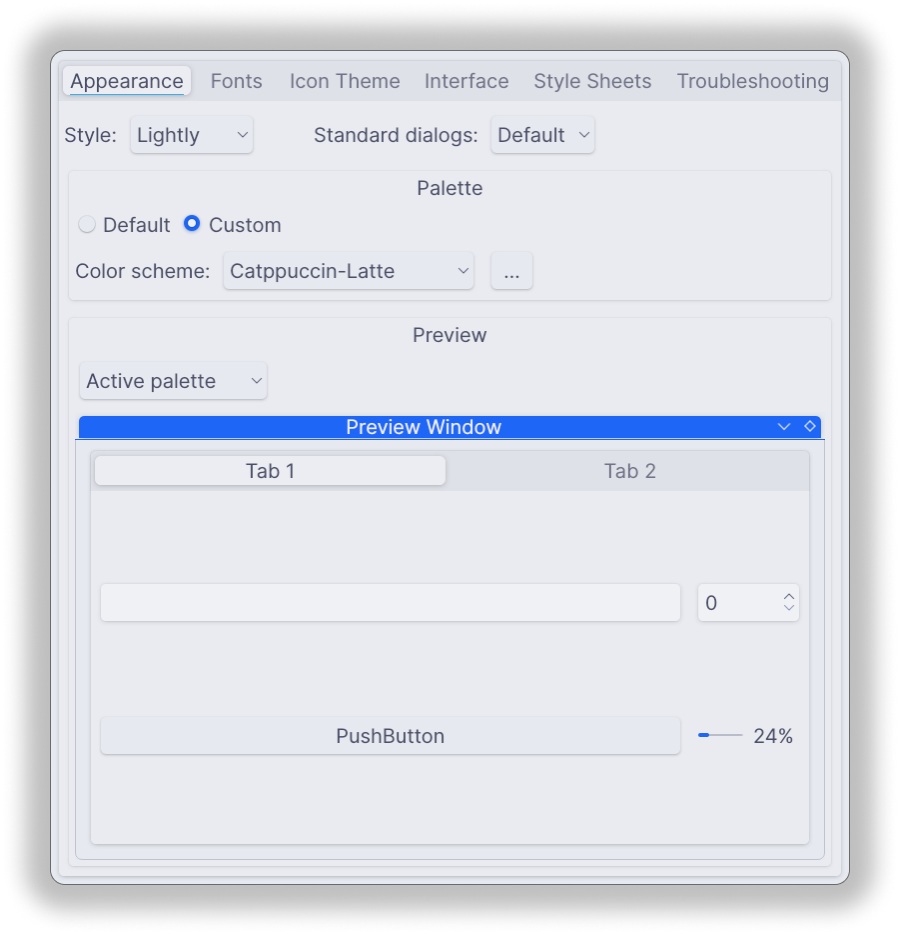 Appearance Fonts Icon Theme Interface Style Sheets Troubleshooting
Style: Lightly Standard dialogs: Default
Palette
Default Custom
Color scheme: Catppuccin-Latte ...
Preview
Active palette
Preview Window
Tab 1 Tab 2
0
PushButton 24%